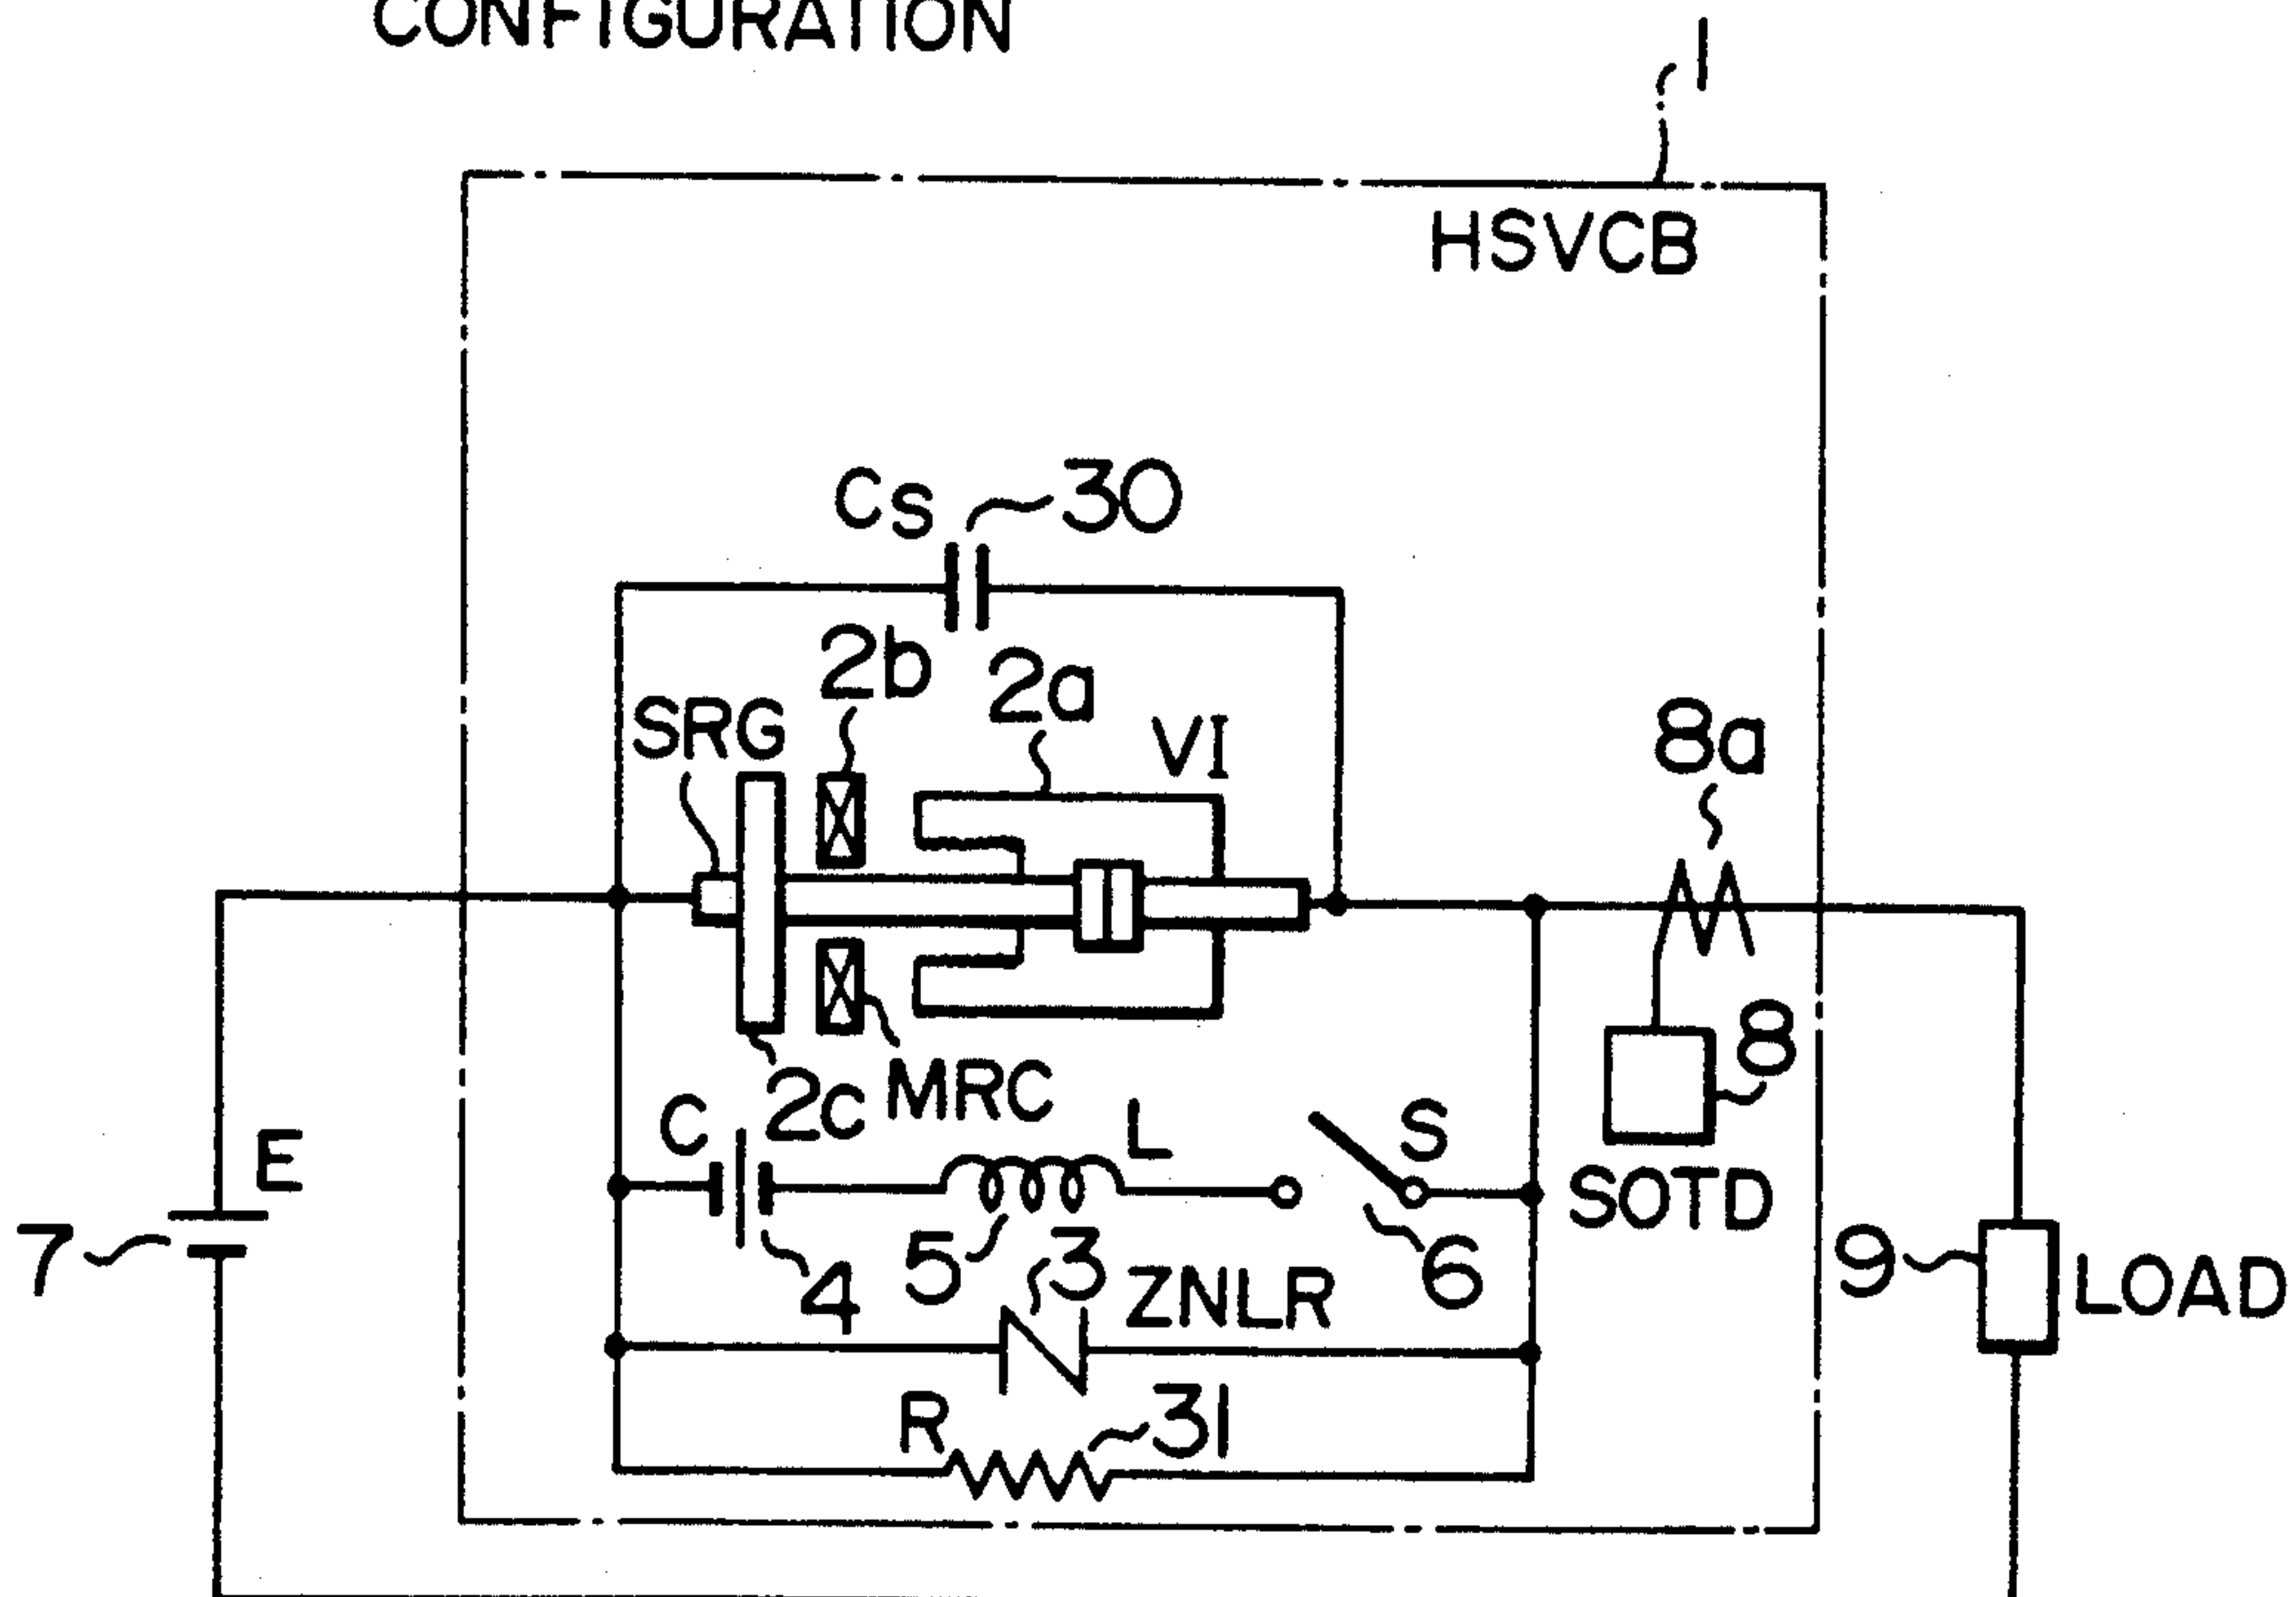 CONFIGURATION
1
HSVCB
Cs 30
2b 2a
SRG VI
8a
8
2c MRC
C L S
E SOTD
7 4 5 3 ZNLR 6 9 LOAD
R 31